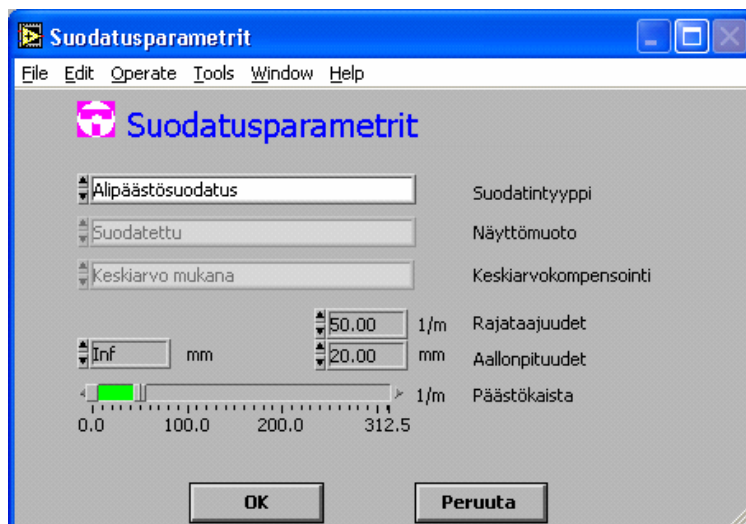 Suodatusparametrit
File Edit Operate Tools Window Help
Suodatusparametrit
Alipäästösuodatus Suodatintyyppi
Suodatettu Näyttömuoto
Keskiarvo mukana Keskiarvokompensointi
50.00 1/m Rajataajuudet
Inf mm 20.00 mm Aallonpituudet
1/m Päästökaista
0.0 100.0 200.0 312.5
OK Peruuta